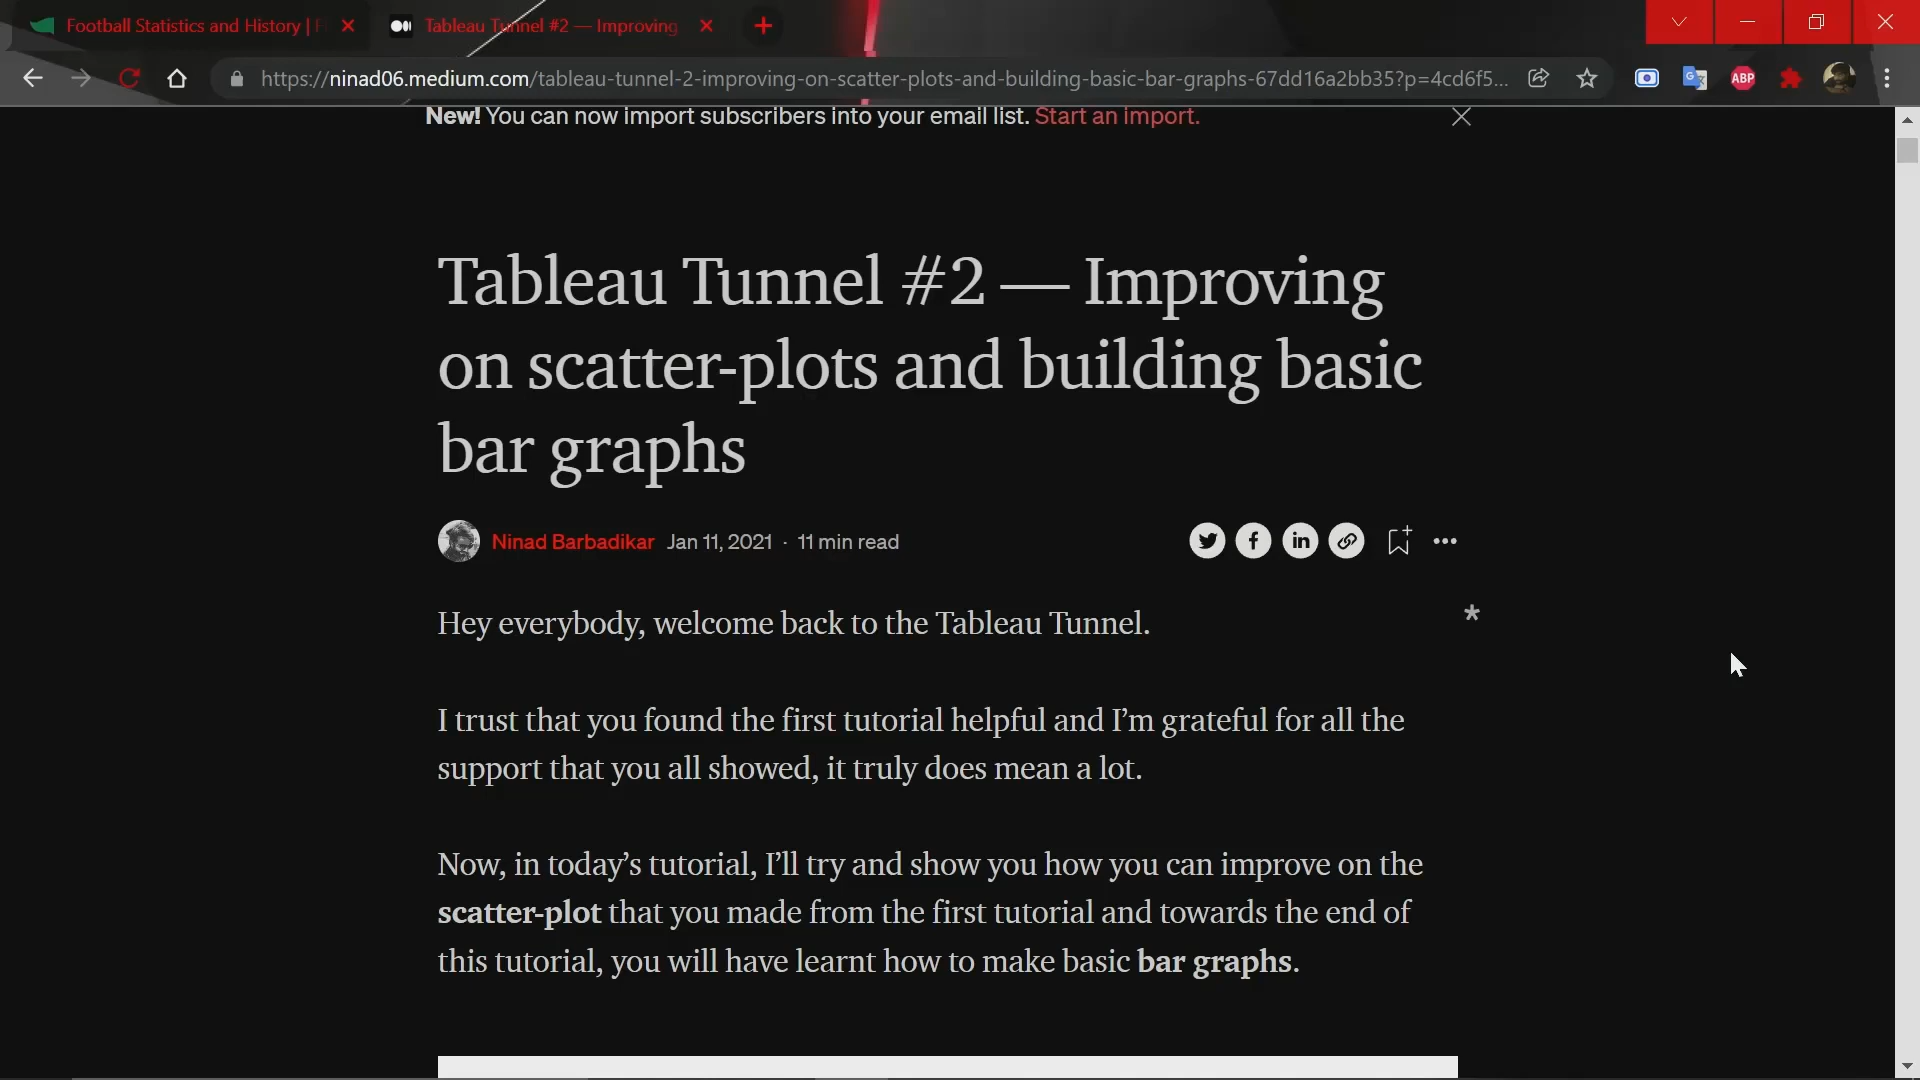 Football Statistics and History |
Tableau Tunnel #2 — Improving
https://ninad06.medium.com/tableau-tunnel-2-improving-on-scatter-plots-and-building-basic-bar-graphs-67dd16a2bb35?p=4cd6f5...
ABP
New! You can now import subscribers into your email list. Start an import.
Tableau Tunnel #2 — Improving
on scatter-plots and building basic
bar graphs
Ninad Barbadikar Jan 11, 2021 · 11 min read
Hey everybody, welcome back to the Tableau Tunnel.
*
I trust that you found the first tutorial helpful and I’m grateful for all the
support that you all showed, it truly does mean a lot.
Now, in today’s tutorial, I’ll try and show you how you can improve on the
scatter-plot that you made from the first tutorial and towards the end of
this tutorial, you will have learnt how to make basic bar graphs.